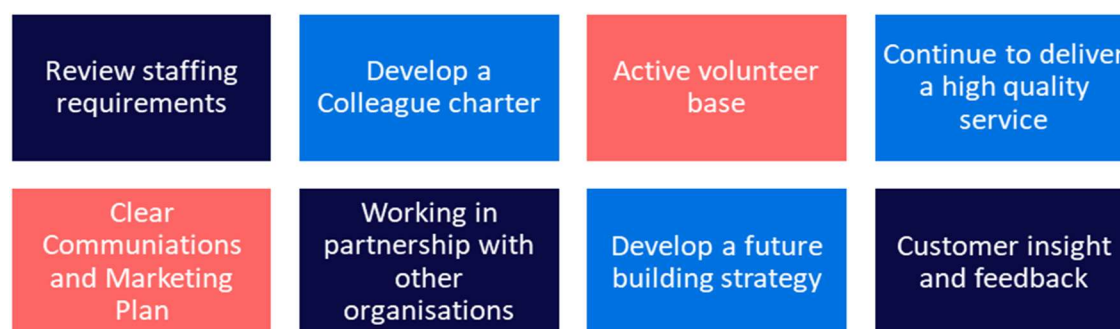 Review staffing
requirements
Develop a
Colleague charter
Active volunteer
base
Continue to deliver
a high quality
service
Clear
Communiations
and Marketing
Plan
Working in
partnership with
other
organisations
Develop a future
building strategy
Customer insight
and feedback